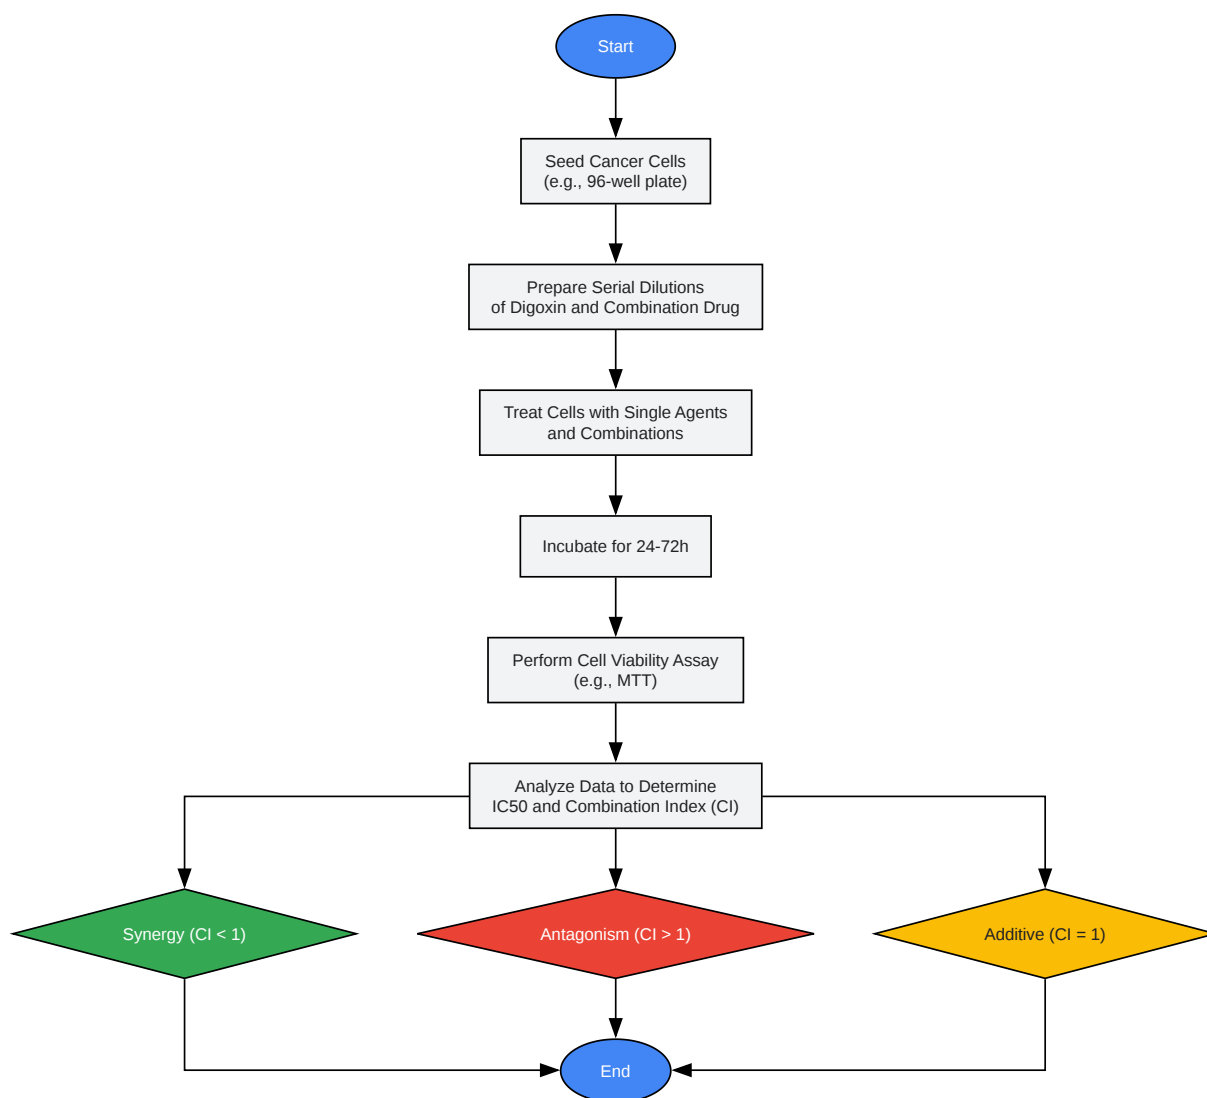 Start
Seed Cancer Cells
(e.g., 96-well plate)
Prepare Serial Dilutions
of Digoxin and Combination Drug
Treat Cells with Single Agents
and Combinations
Incubate for 24-72h
Perform Cell Viability Assay
(e.g., MTT)
Analyze Data to Determine
IC50 and Combination Index (CI)
Synergy (CI < 1)
Antagonism (CI > 1)
Additive (CI = 1)
End